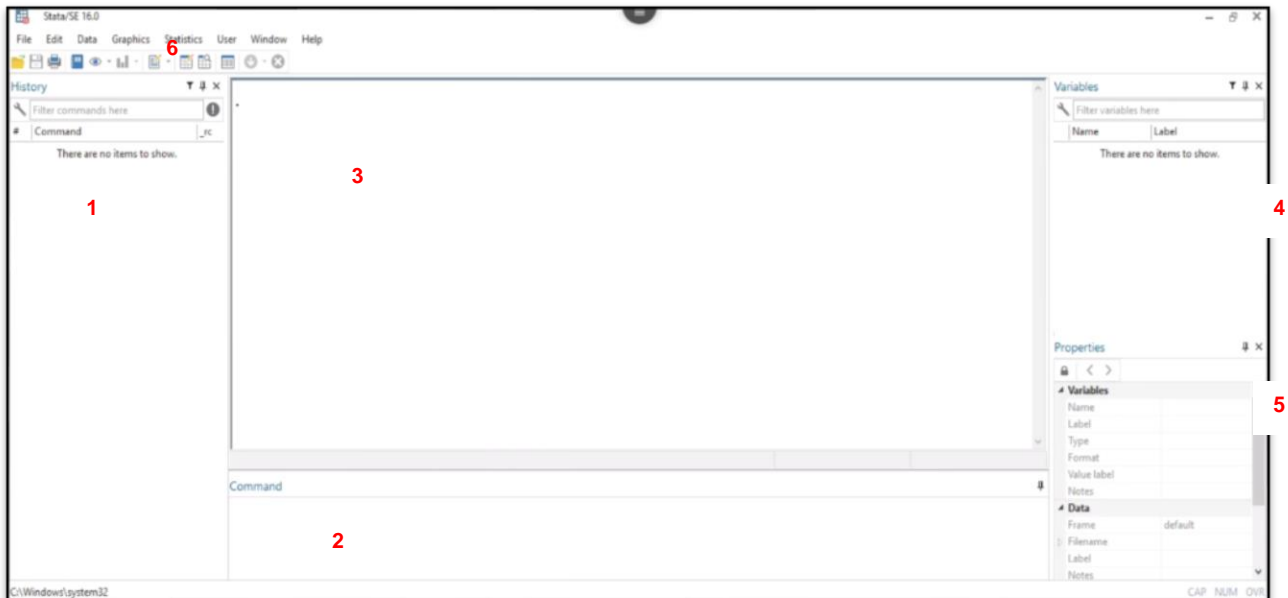 Stata/SE 16.0
File Edit Data Graphics Statistics User Window Help
6
History
Filter commands here
# Command _rc
There are no items to show.
1
.
3
Command
2
Variables
Filter variables here
Name Label
There are no items to show.
4
Properties
Variables
Name
Label
Type
Format
Value label
Notes
Data
Frame default
Filename
Label
Notes
5
C:\Windows\system32
CAP NUM OVR